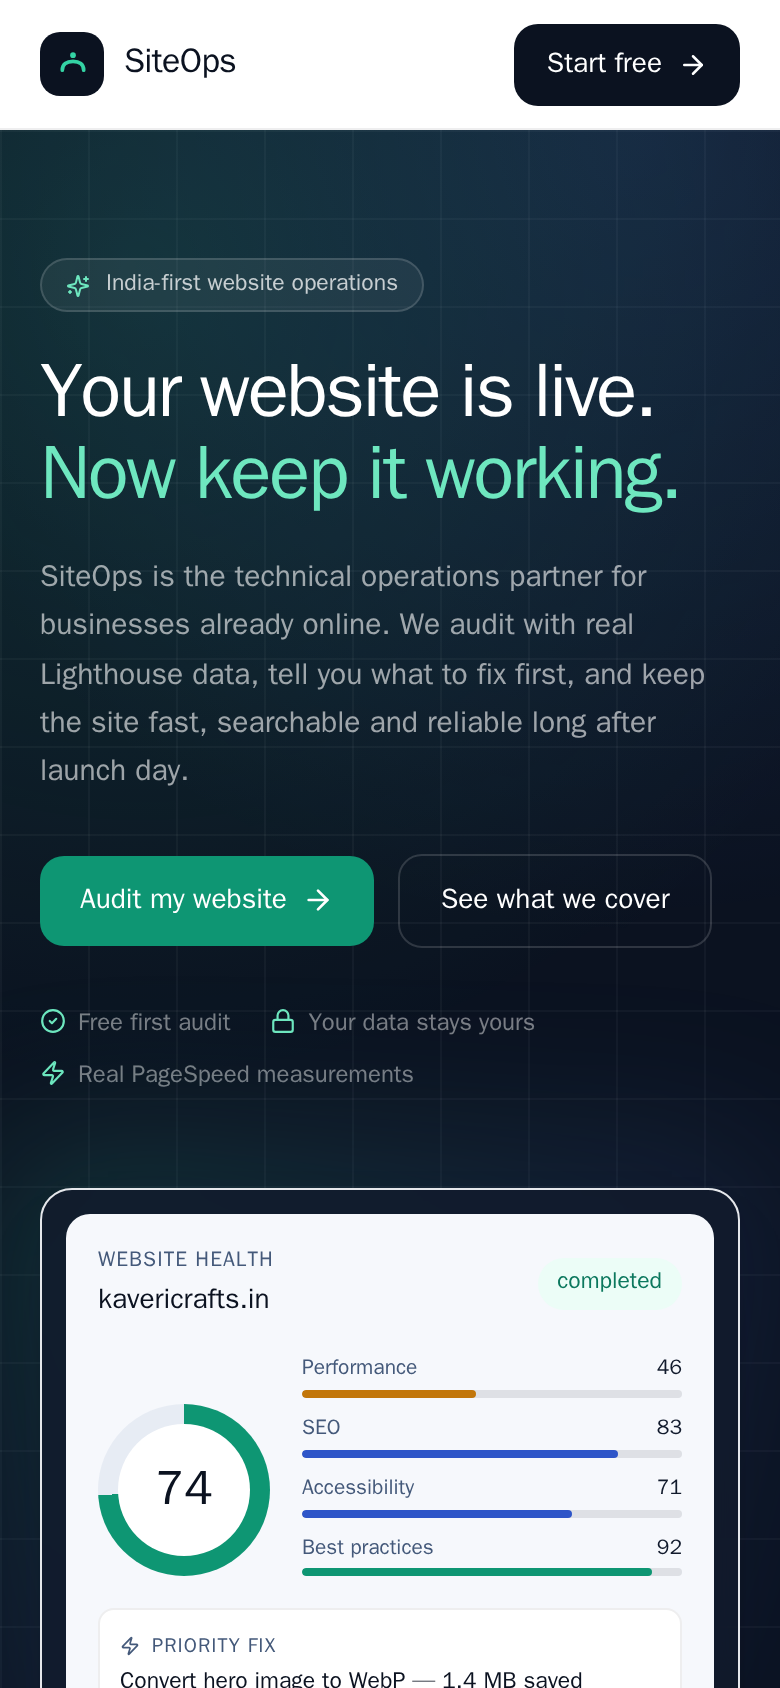 SiteOps
Start free
India-first website operations
Your website is live.
Now keep it working.
SiteOps is the technical operations partner for
businesses already online. We audit with real
Lighthouse data, tell you what to fix first, and keep
the site fast, searchable and reliable long after
launch day.
Audit my website
See what we cover
Free first audit
Your data stays yours
Real PageSpeed measurements
WEBSITE HEALTH
kavericrafts.in
completed
74
Performance 46
SEO 83
Accessibility 71
Best practices 92
PRIORITY FIX
Convert hero image to WebP — 1.4 MB saved